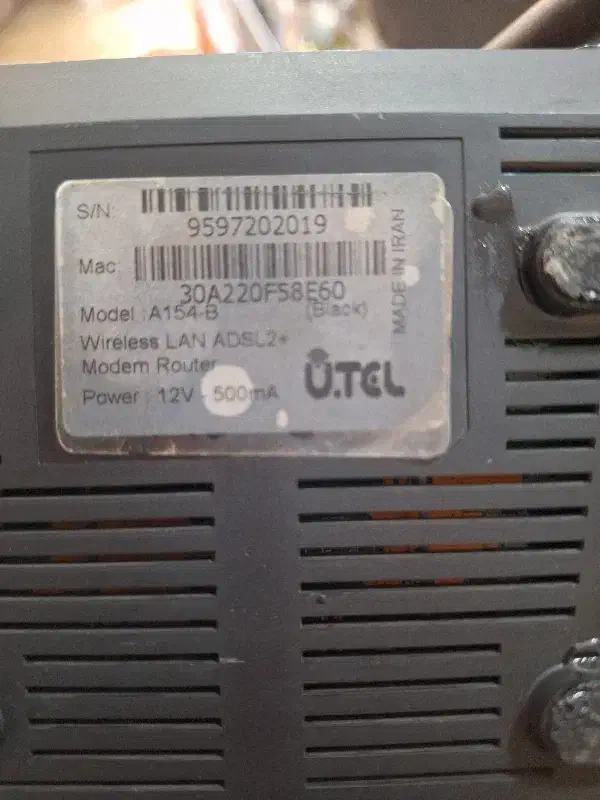 S/N:
9597202019
Mac
30A220F58E60
Model : A154-B (Black)
Wireless LAN ADSL2+
Modem Router
Power : 12V 500mA
U.TEL
MADE IN IRAN